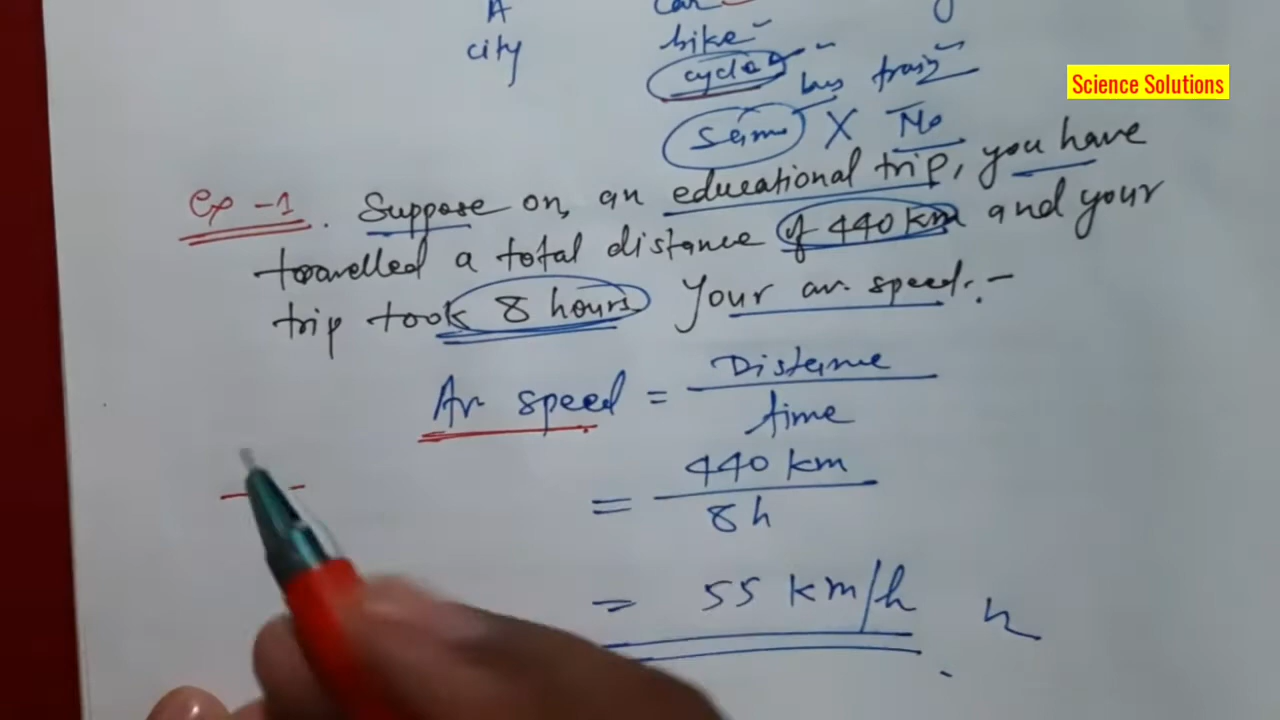 A
city
bike
cycle
bus train
Same X No
Science Solutions
ex -1. Suppose on an educational trip, you have
travelled a total distance of 440 km and your
trip took 8 hours. Your av. speed:-
Av speed = Distance
time
= 440 km
8 h
= 55 km/h